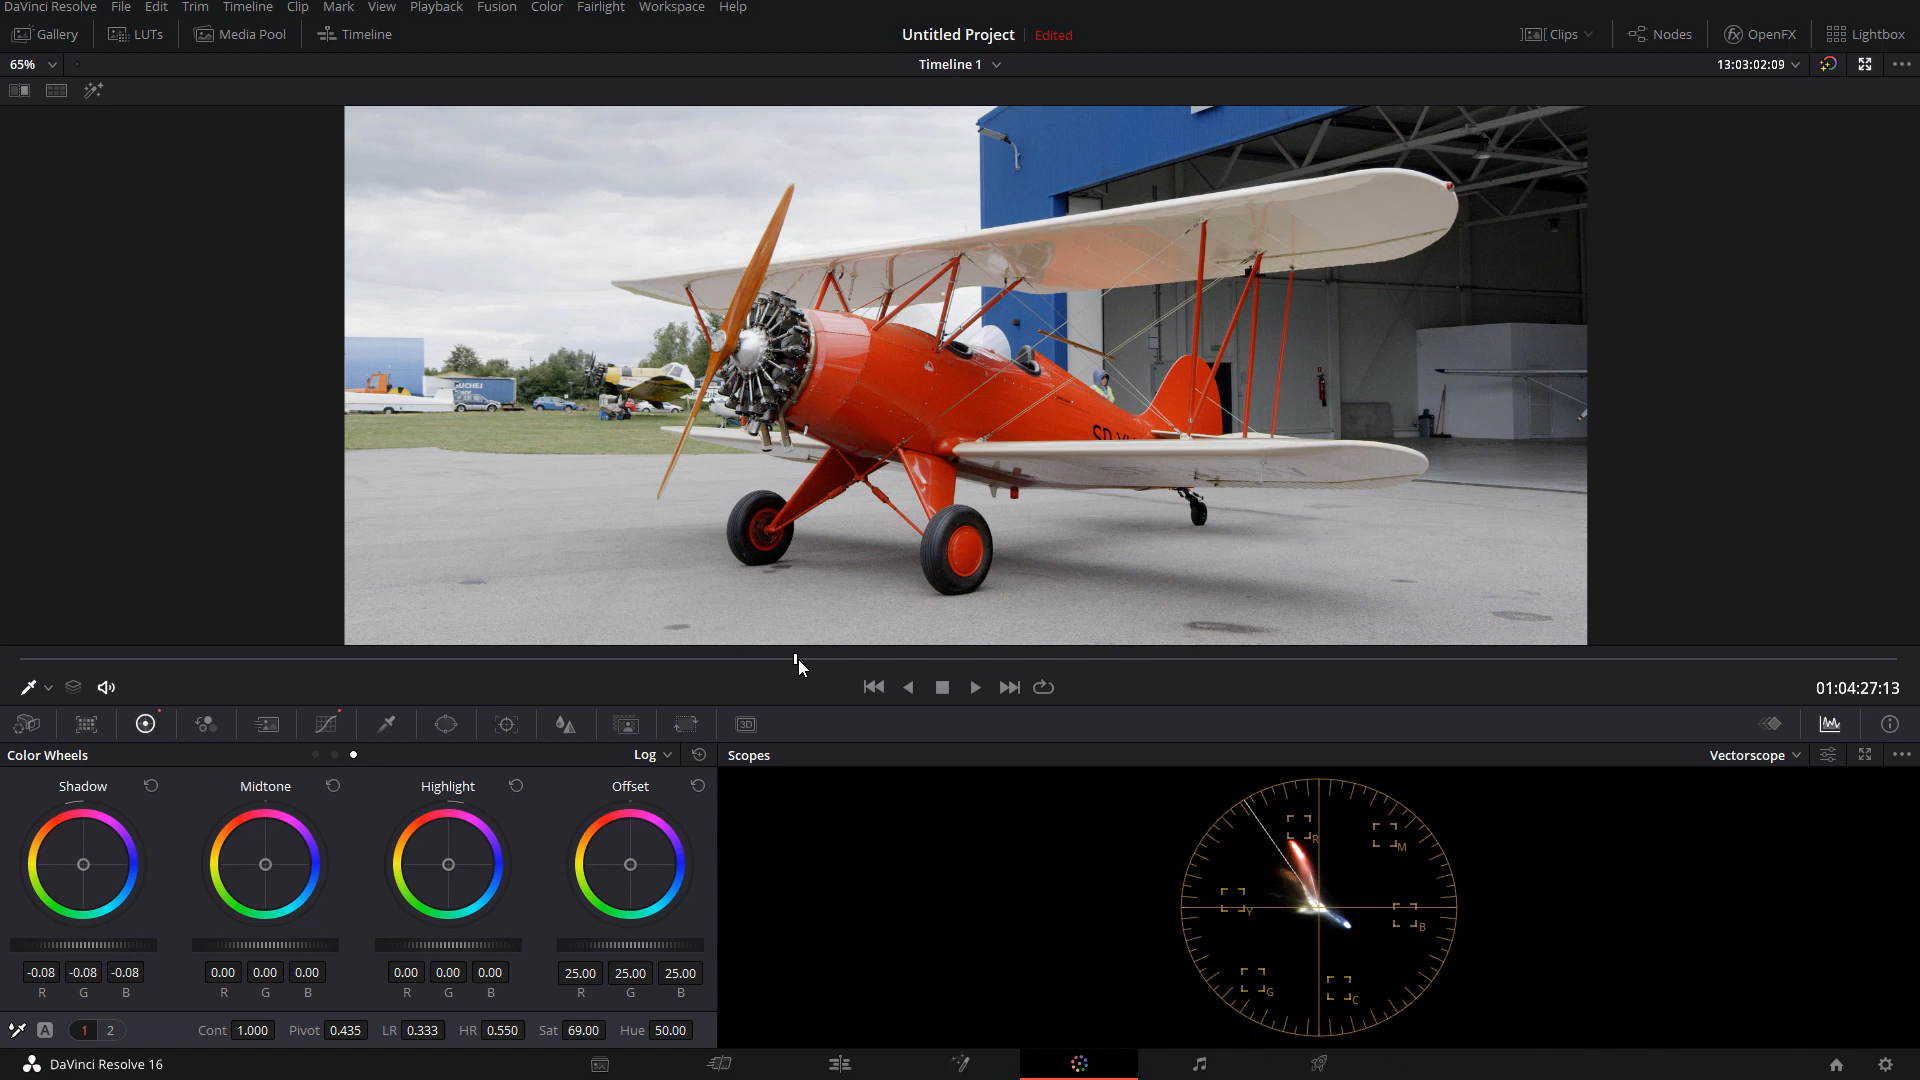 DaVinci Resolve File Edit Trim Timeline Clip Mark View Playback Fusion Color Fairlight Workspace Help
Gallery LUTs Media Pool Timeline Untitled Project Edited Clips Nodes OpenFX Lightbox
65% Timeline 1 13:03:02:09
01:04:27:13
Color Wheels Log Scopes Vectorscope
Shadow Midtone Highlight Offset
R M
Y B
G C
-0.08 -0.08 -0.08 0.00 0.00 0.00 0.00 0.00 0.00 25.00 25.00 25.00
R G B R G B R G B R G B
A 1 2 Cont 1.000 Pivot 0.435 LR 0.333 HR 0.550 Sat 69.00 Hue 50.00
DaVinci Resolve 16